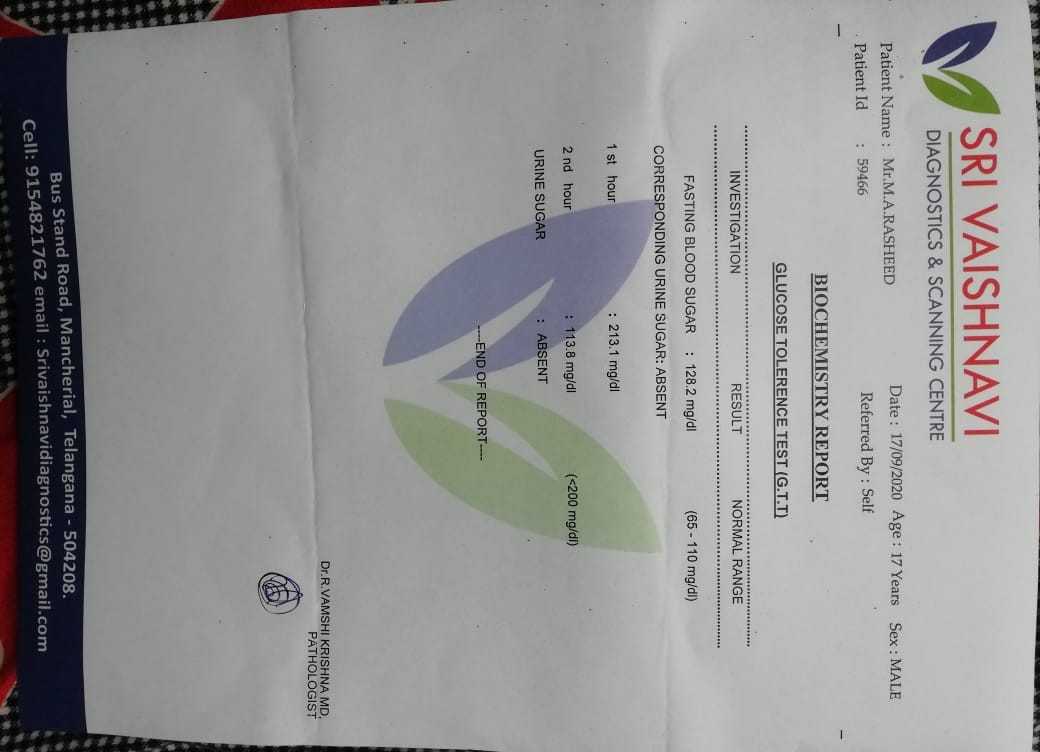 SRI VAISHNAVI
DIAGNOSTICS & SCANNING CENTRE
Patient Name : Mr.M.A.RASHEED Date : 17/09/2020 Age : 17 Years Sex : MALE
Patient Id : 59466 Referred By : Self
BIOCHEMISTRY REPORT
GLUCOSE TOLERENCE TEST (G.T.T)
INVESTIGATION RESULT NORMAL RANGE
FASTING BLOOD SUGAR : 128.2 mg/dl (65 - 110 mg/dl)
CORRESPONDING URINE SUGAR: ABSENT
1 st hour : 213.1 mg/dl
2 nd hour : 113.8 mg/dl (<200 mg/dl)
URINE SUGAR : ABSENT
----END OF REPORT----
Dr.R.VAMSHI KRISHNA MD,
PATHOLOGIST
Bus Stand Road, Mancherial, Telangana - 504208.
Cell: 9154821762 email : Srivaishnavidiagnostics@gmail.com